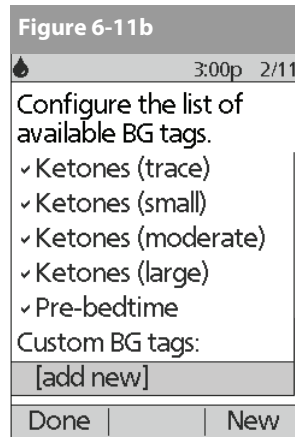 Figure 6-11b
3:00p 2/11
Configure the list of
available BG tags.
Ketones (trace)
Ketones (small)
Ketones (moderate)
Ketones (large)
Pre-bedtime
Custom BG tags:
[add new]
Done New